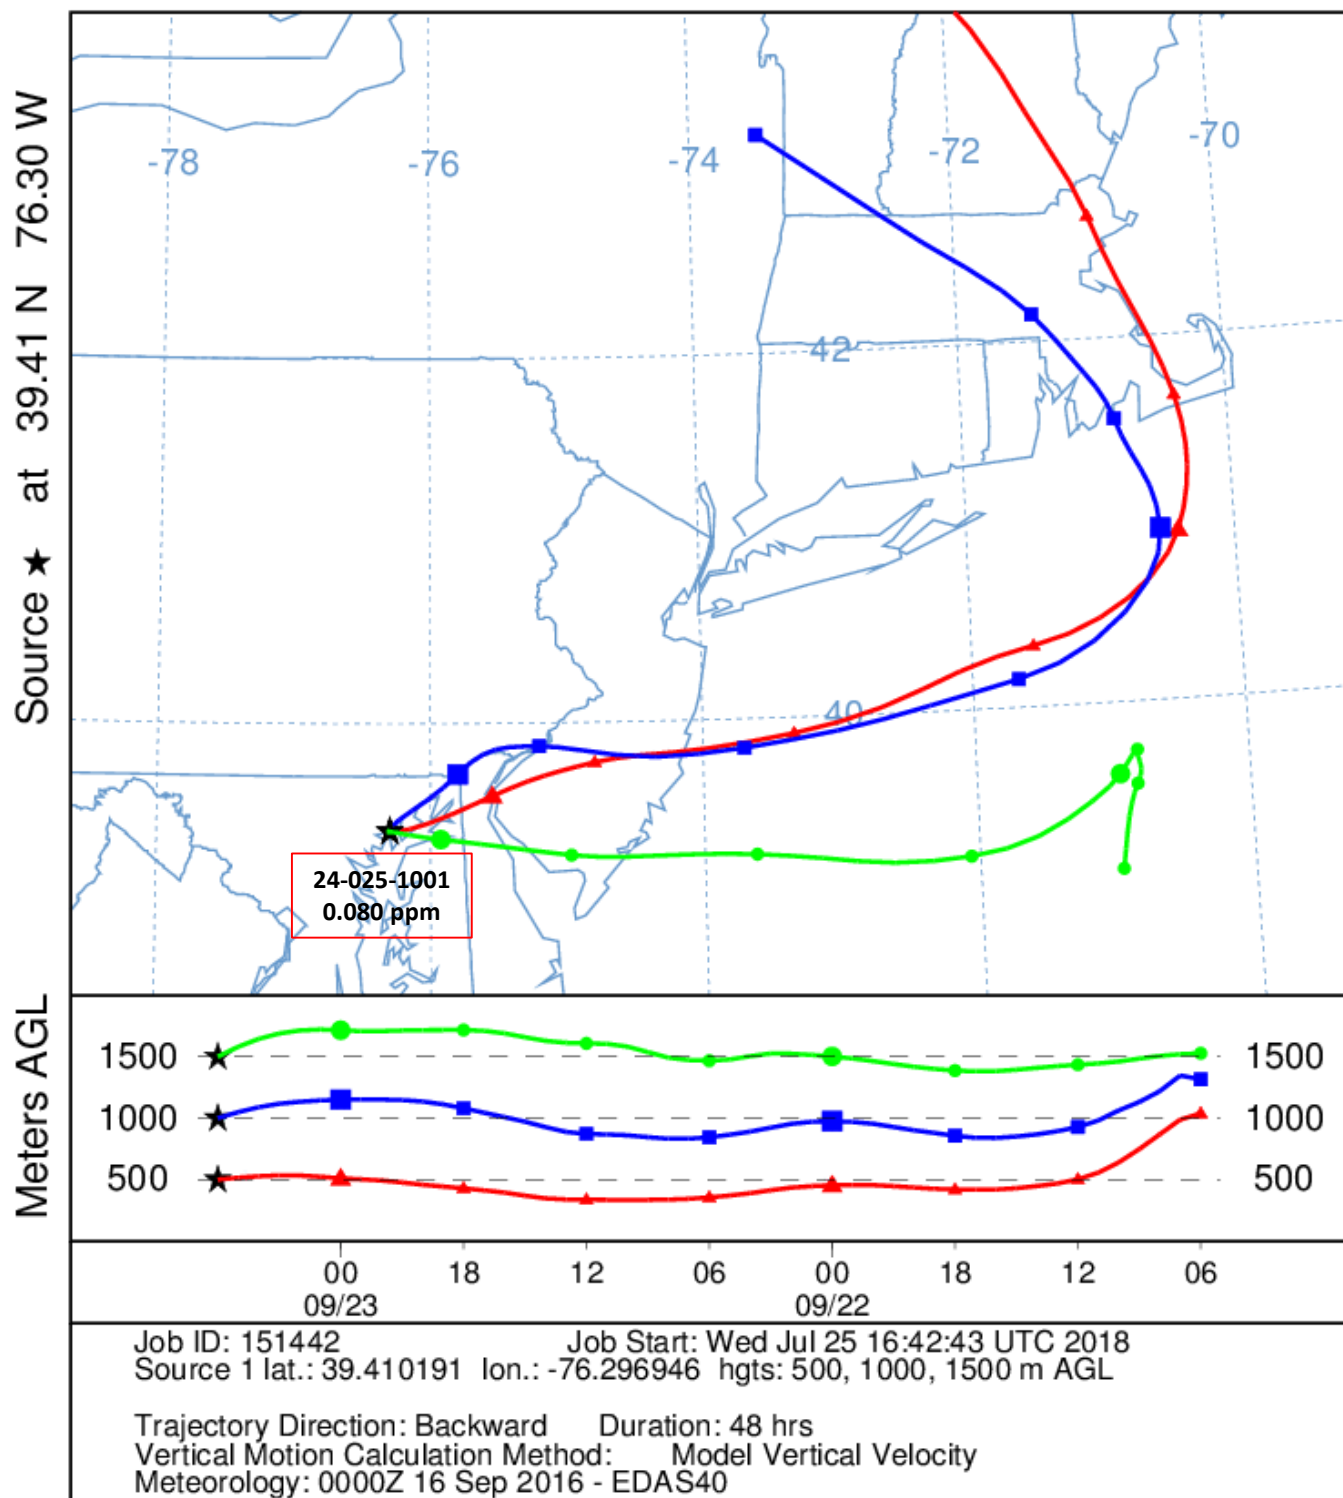 Source ★ at 39.41 N 76.30 W
-78
-76
-74
-72
-70
42
40
24-025-1001
0.080 ppm
Meters AGL
1500
1000
500
1500
1000
500
00 18 12 06 00 18 12 06
09/23 09/22
Job ID: 151442 Job Start: Wed Jul 25 16:42:43 UTC 2018
Source 1 lat.: 39.410191 lon.: -76.296946 hgts: 500, 1000, 1500 m AGL
Trajectory Direction: Backward Duration: 48 hrs
Vertical Motion Calculation Method: Model Vertical Velocity
Meteorology: 0000Z 16 Sep 2016 - EDAS40